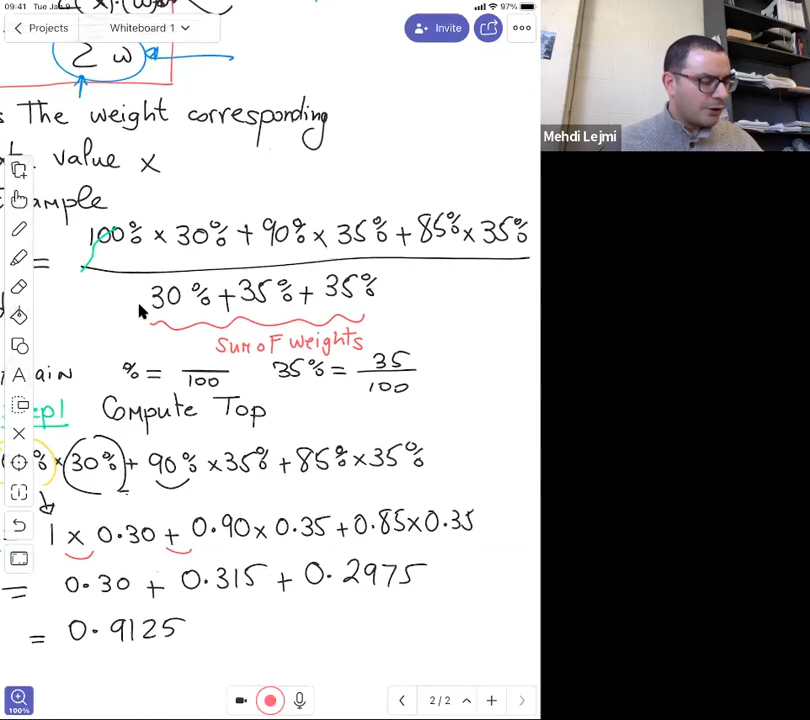 09:41 Tue Jan 9
97%
Projects
Whiteboard 1
Invite
Σ ω
The weight corresponding
value x
Example
= 100% × 30% + 90% × 35% + 85% × 35%
30% + 35% + 35%
Sum of weights
% = /100 35% = 35/100
Step1 Compute Top
% × 30% + 90% × 35% + 85% × 35%
1 × 0.30 + 0.90 × 0.35 + 0.85 × 0.35
= 0.30 + 0.315 + 0.2975
= 0.9125
100%
2/2
Mehdi Lejmi